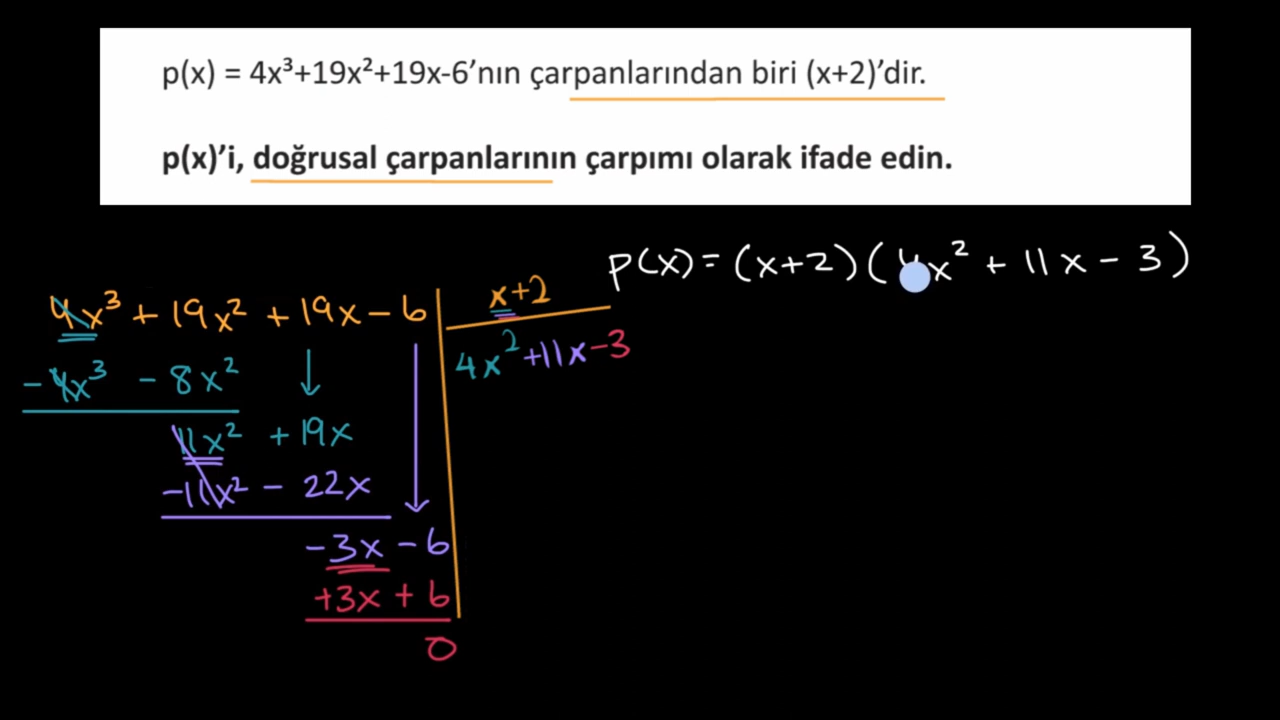 p(x) = 4x³+19x²+19x-6’nın çarpanlarından biri (x+2)’dir.
p(x)’i, doğrusal çarpanlarının çarpımı olarak ifade edin.
p(x) = (x+2)(4x² + 11x - 3)
4x³ + 19x² + 19x - 6
x+2
4x² +11x -3
-4x³ - 8x²
11x² + 19x
-11x² - 22x
-3x - 6
+3x + 6
0